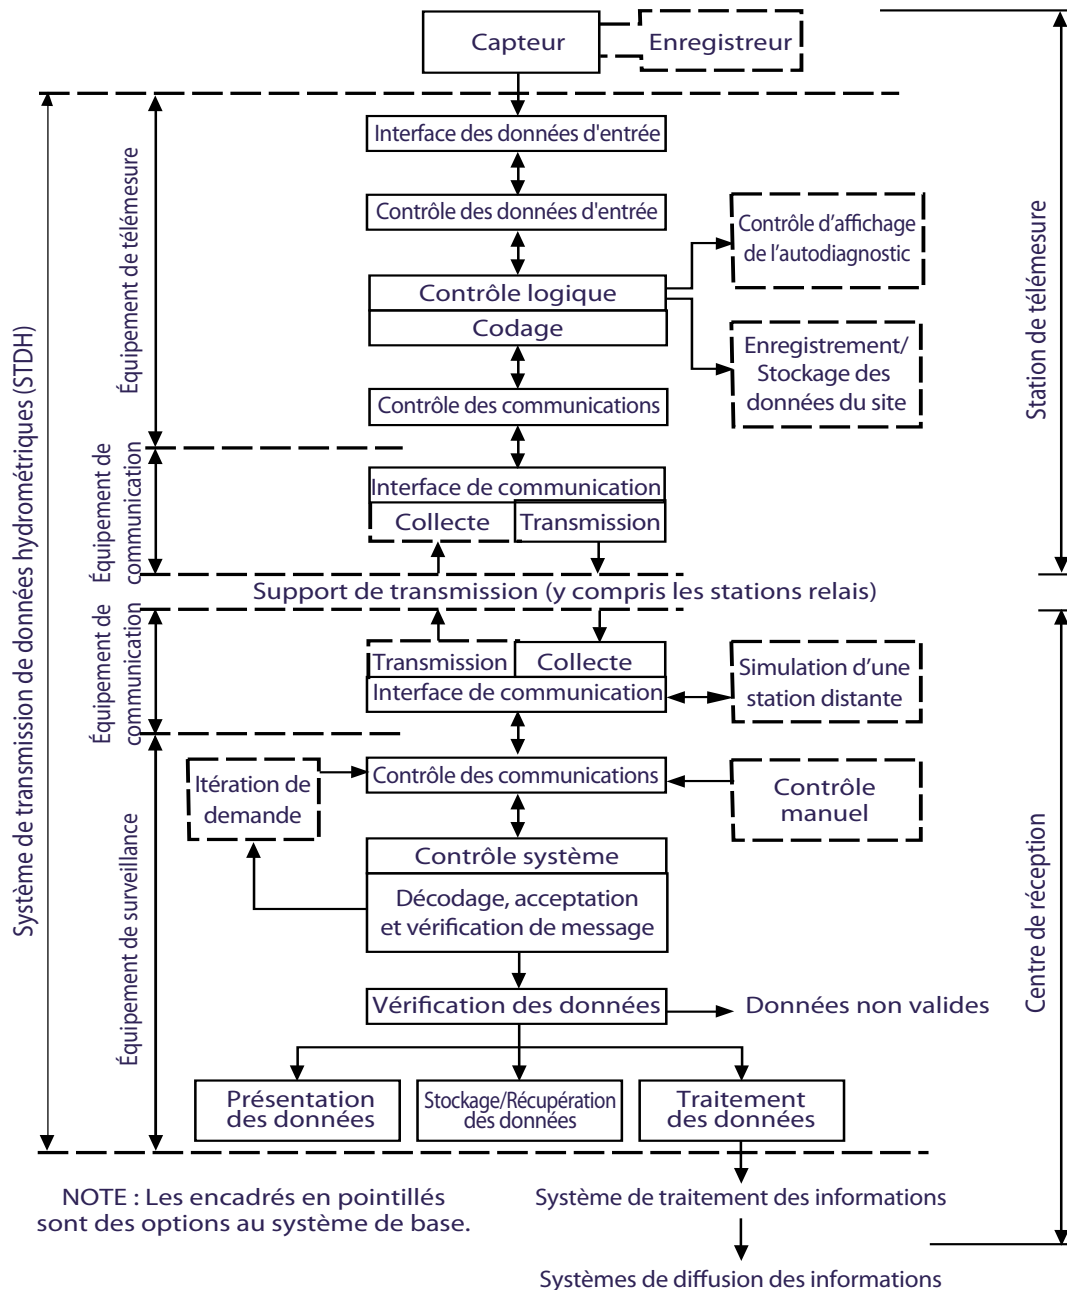 Capteur
Enregistreur
Interface des données d'entrée
Contrôle des données d'entrée
Contrôle d'affichage
de l'autodiagnostic
Contrôle logique
Codage
Enregistrement/
Stockage des
données du site
Contrôle des communications
Interface de communication
Collecte
Transmission
Support de transmission (y compris les stations relais)
Transmission
Collecte
Interface de communication
Simulation d'une
station distante
Itération de
demande
Contrôle des communications
Contrôle
manuel
Contrôle système
Décodage, acceptation
et vérification de message
Vérification des données
Données non valides
Présentation
des données
Stockage/Récupération
des données
Traitement
des données
NOTE : Les encadrés en pointillés
sont des options au système de base.
Système de traitement des informations
Systèmes de diffusion des informations
Système de transmission de données hydrométriques (STDH)
Équipement de télémesure
Équipement de
communication
Équipement de
communication
Équipement de surveillance
Station de télémesure
Centre de réception